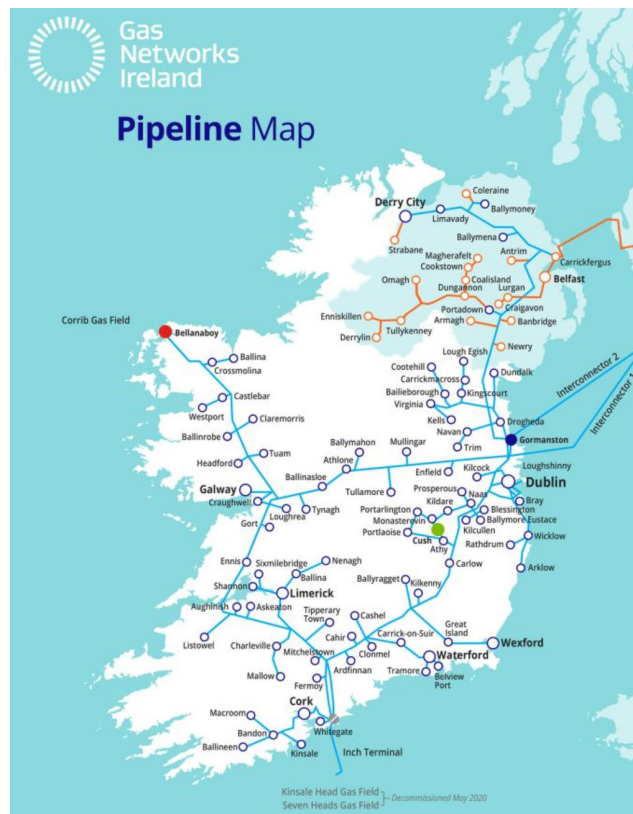 Gas
Networks
Ireland
Pipeline Map
Coleraine
Derry City
Limavady
Ballymoney
Strabane
Ballymena
Magherafelt
Antrim
Cookstown
Carrickfergus
Omagh
Coalisland
Dungannon
Lurgan
Belfast
Enniskillen
Portadown
Craigavon
Tullykenney
Armagh
Banbridge
Derrylin
Newry
Corrib Gas Field
Bellanaboy
Lough Egish
Cootehill
Dundalk
Ballina
Crossmolina
Carrickmacross
Bailieborough
Kingscourt
Interconnector 2
Interconnector 1
Castlebar
Virginia
Westport
Claremorris
Kells
Drogheda
Ballinrobe
Navan
Gormanston
Ballymahon
Mullingar
Trim
Tuam
Athlone
Headford
Enfield
Kilcock
Loughshinny
Ballinasloe
Dublin
Galway
Tullamore
Prosperous
Naas
Craughwell
Kildare
Bray
Loughrea
Tynagh
Portarlington
Blessington
Gort
Monasterevin
Ballymore Eustace
Portlaoise
Cush
Kilcullen
Wicklow
Athy
Rathdrum
Ennis
Sixmilebridge
Nenagh
Carlow
Arklow
Ballina
Shannon
Limerick
Ballyragget
Kilkenny
Aughinish
Askeaton
Tipperary
Town
Cashel
Great
Island
Listowel
Charleville
Cahir
Carrick-on-Suir
Wexford
Mitchelstown
Clonmel
Waterford
Mallow
Ardfinnan
Tramore
Belview
Port
Fermoy
Cork
Macroom
Whitegate
Bandon
Ballineen
Kinsale
Inch Terminal
Kinsale Head Gas Field
Seven Heads Gas Field
Decommissioned May 2020